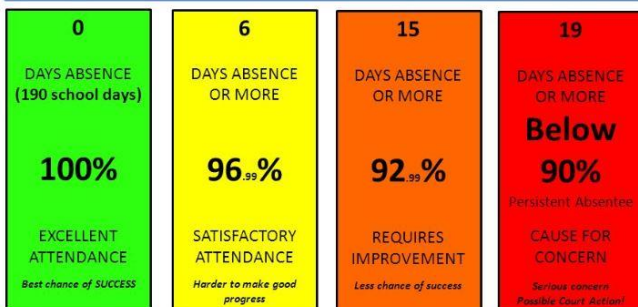 0
DAYS ABSENCE
(190 school days)
100%
EXCELLENT
ATTENDANCE
Best chance of SUCCESS
6
DAYS ABSENCE
OR MORE
96.99%
SATISFACTORY
ATTENDANCE
Harder to make good
progress
15
DAYS ABSENCE
OR MORE
92.99%
REQUIRES
IMPROVEMENT
Less chance of success
19
DAYS ABSENCE
OR MORE
Below
90%
Persistent Absentee
CAUSE FOR
CONCERN
Serious concern
Possible Court Action!